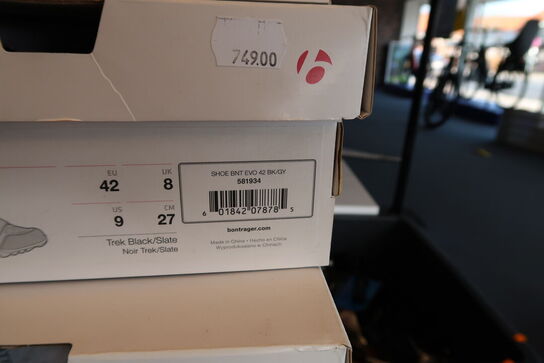 749.00
EU
42
UK
8
US
9
CM
27
Trek Black/Slate
Noir Trek/Slate
SHOE BNT EVO 42 BK/GY
581934
6 01842 07878 5
bontrager.com
Made in China • Hecho en China
Wyprodukowano w Chinach